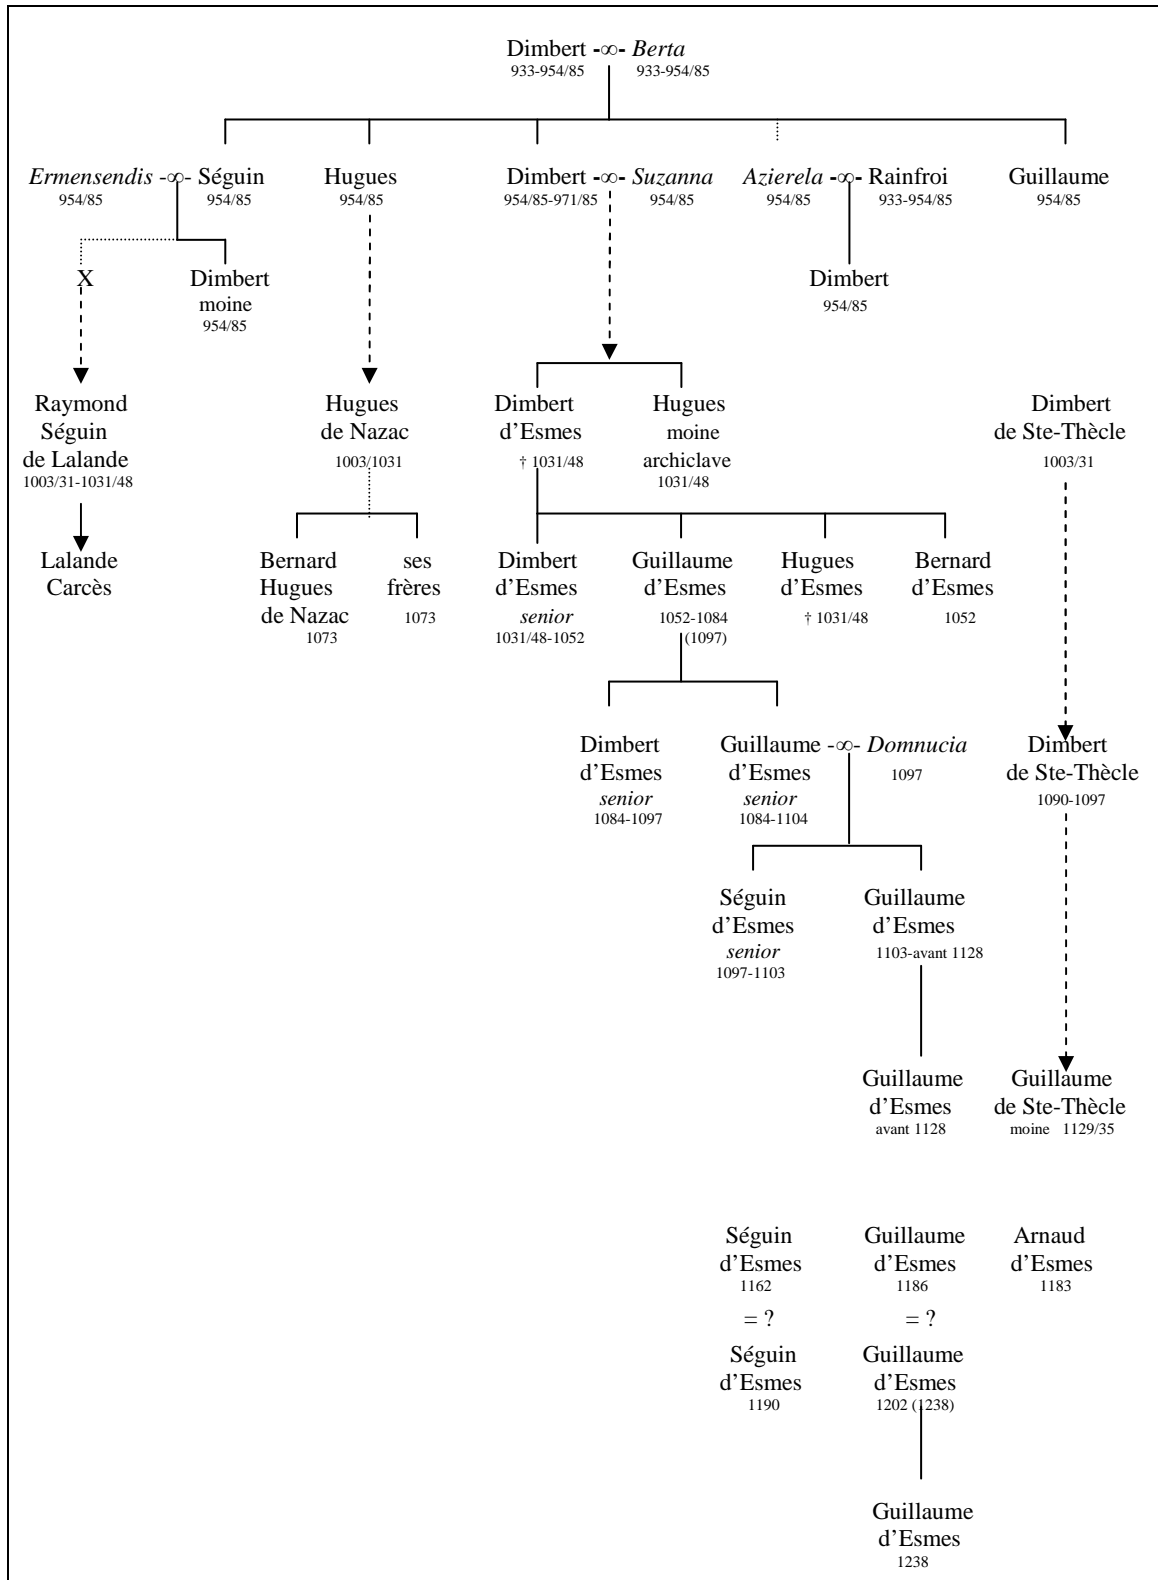 Dimbert -∞- Berta
933-954/85 933-954/85
Ermensendis -∞- Séguin Hugues Dimbert -∞- Suzanna Azierela -∞- Rainfroi Guillaume
954/85 954/85 954/85 954/85-971/85 954/85 954/85 933-954/85 954/85
X Dimbert Dimbert
moine 954/85
954/85
Raymond Hugues Dimbert Hugues Dimbert
Séguin de Nazac d'Esmes moine de Ste-Thècle
de Lalande 1003/1031 † 1031/48 archiclave 1003/31
1003/31-1031/48 1031/48
Lalande Bernard ses Dimbert Guillaume Hugues Bernard
Carcès Hugues frères d'Esmes d'Esmes d'Esmes d'Esmes
de Nazac 1073 senior 1052-1084 † 1031/48 1052
1073 1031/48-1052 (1097)
Dimbert Guillaume -∞- Domnucia Dimbert
d'Esmes d'Esmes 1097 de Ste-Thècle
senior senior 1090-1097
1084-1097 1084-1104
Séguin Guillaume
d'Esmes d'Esmes
senior 1103-avant 1128
1097-1103
Guillaume Guillaume
d'Esmes de Ste-Thècle
avant 1128 moine 1129/35
Séguin Guillaume Arnaud
d'Esmes d'Esmes d'Esmes
1162 1186 1183
= ? = ?
Séguin Guillaume
d'Esmes d'Esmes
1190 1202 (1238)
Guillaume
d'Esmes
1238